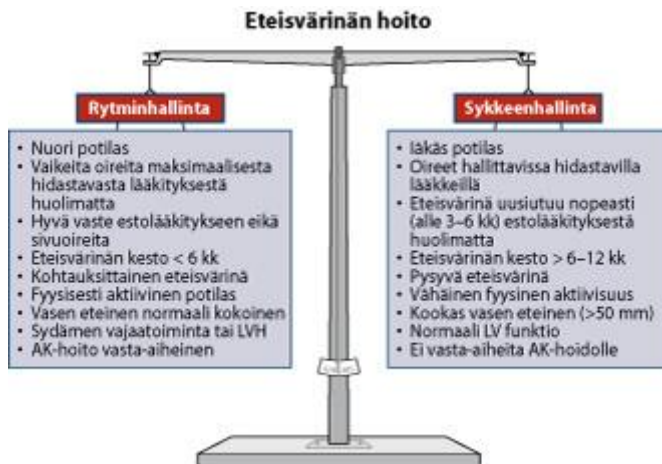 Eteisvärinän hoito
Rytminhallinta
• Nuori potilas
• Vaikeita oireita maksimaalisesta
hidastavasta lääkityksestä
huolimatta
• Hyvä vaste estolääkitykseen eikä
sivuoireita
• Eteisvärinän kesto < 6 kk
• Kohtauksittainen eteisvärinä
• Fyysisesti aktiivinen potilas
• Vasen eteinen normaali kokoinen
• Sydämen vajaatoiminta tai LVH
• AK-hoito vasta-aiheinen
Sykkeenhallinta
• Iäkäs potilas
• Oireet hallittavissa hidastavilla
lääkkeillä
• Eteisvärinä uusiutuu nopeasti
(alle 3–6 kk) estolääkityksestä
huolimatta
• Eteisvärinän kesto > 6–12 kk
• Pysyvä eteisvärinä
• Vähäinen fyysinen aktiivisuus
• Kookas vasen eteinen (>50 mm)
• Normaali LV funktio
• Ei vasta-aiheita AK-hoidolle